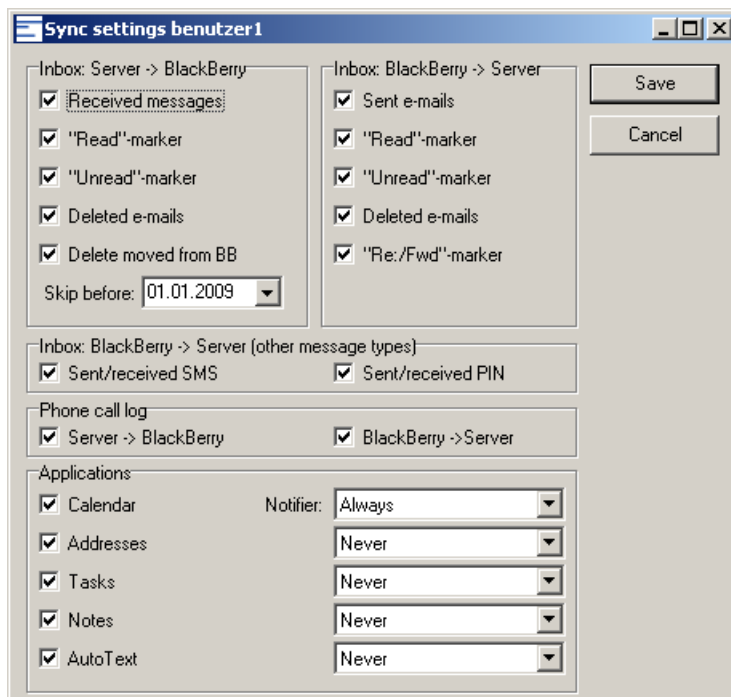 Sync settings benutzer1
Inbox: Server -> BlackBerry
Received messages
"Read"-marker
"Unread"-marker
Deleted e-mails
Delete moved from BB
Skip before: 01.01.2009
Inbox: BlackBerry -> Server
Sent e-mails
"Read"-marker
"Unread"-marker
Deleted e-mails
"Re:/Fwd"-marker
Save
Cancel
Inbox: BlackBerry -> Server (other message types)
Sent/received SMS Sent/received PIN
Phone call log
Server -> BlackBerry BlackBerry ->Server
Applications
Calendar Notifier: Always
Addresses Never
Tasks Never
Notes Never
AutoText Never